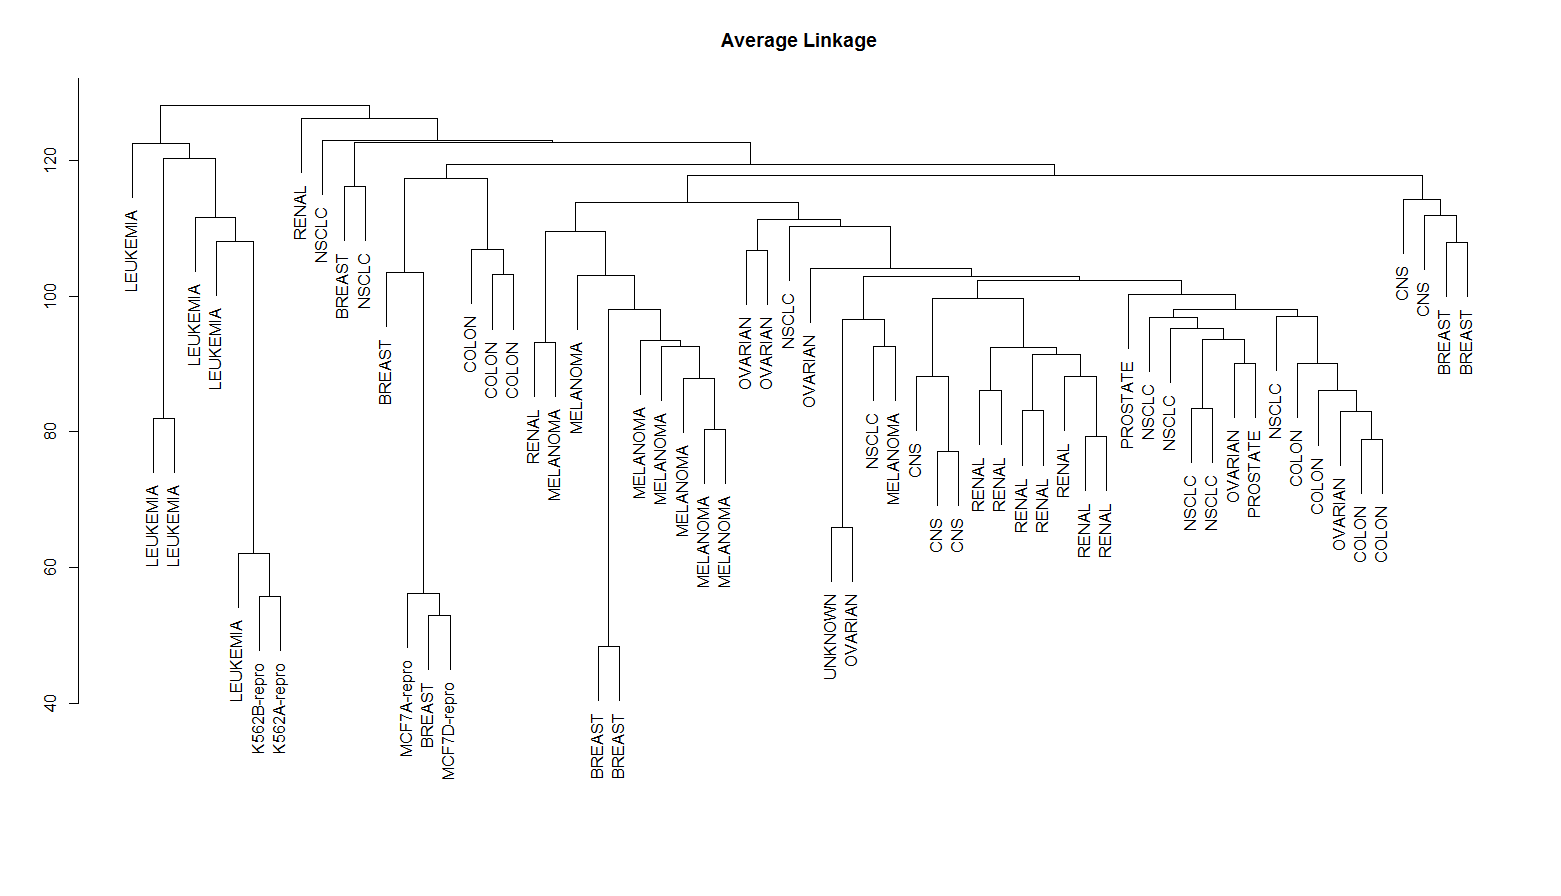 Average Linkage
120
100
80
60
40
LEUKEMIA
LEUKEMIA
LEUKEMIA
LEUKEMIA
LEUKEMIA
LEUKEMIA
K562B-repro
K562A-repro
RENAL
NSCLC
BREAST
NSCLC
BREAST
MCF7A-repro
BREAST
MCF7D-repro
COLON
COLON
COLON
RENAL
MELANOMA
MELANOMA
BREAST
BREAST
MELANOMA
MELANOMA
MELANOMA
MELANOMA
MELANOMA
OVARIAN
OVARIAN
NSCLC
OVARIAN
UNKNOWN
OVARIAN
NSCLC
MELANOMA
CNS
CNS
CNS
RENAL
RENAL
RENAL
RENAL
RENAL
RENAL
RENAL
PROSTATE
NSCLC
NSCLC
NSCLC
NSCLC
OVARIAN
PROSTATE
NSCLC
COLON
COLON
OVARIAN
COLON
COLON
CNS
CNS
BREAST
BREAST